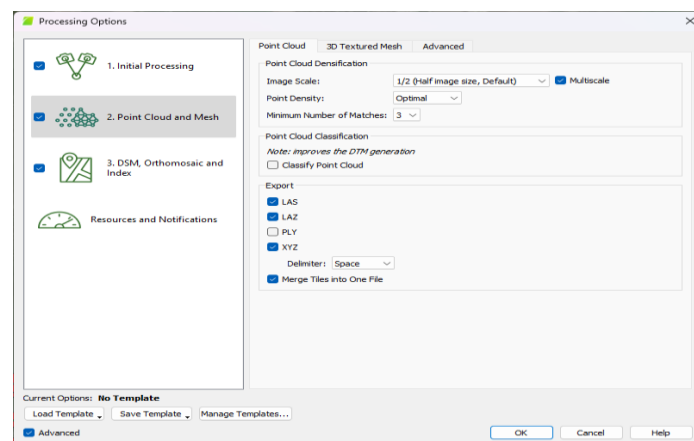 Processing Options
1. Initial Processing
2. Point Cloud and Mesh
3. DSM, Orthomosaic and
Index
Resources and Notifications
Point Cloud 3D Textured Mesh Advanced
Point Cloud Densification
Image Scale: 1/2 (Half image size, Default) Multiscale
Point Density: Optimal
Minimum Number of Matches: 3
Point Cloud Classification
Note: improves the DTM generation
Classify Point Cloud
Export
LAS
LAZ
PLY
XYZ
Delimiter: Space
Merge Tiles into One File
Current Options: No Template
Load Template Save Template Manage Templates...
Advanced
OK Cancel Help